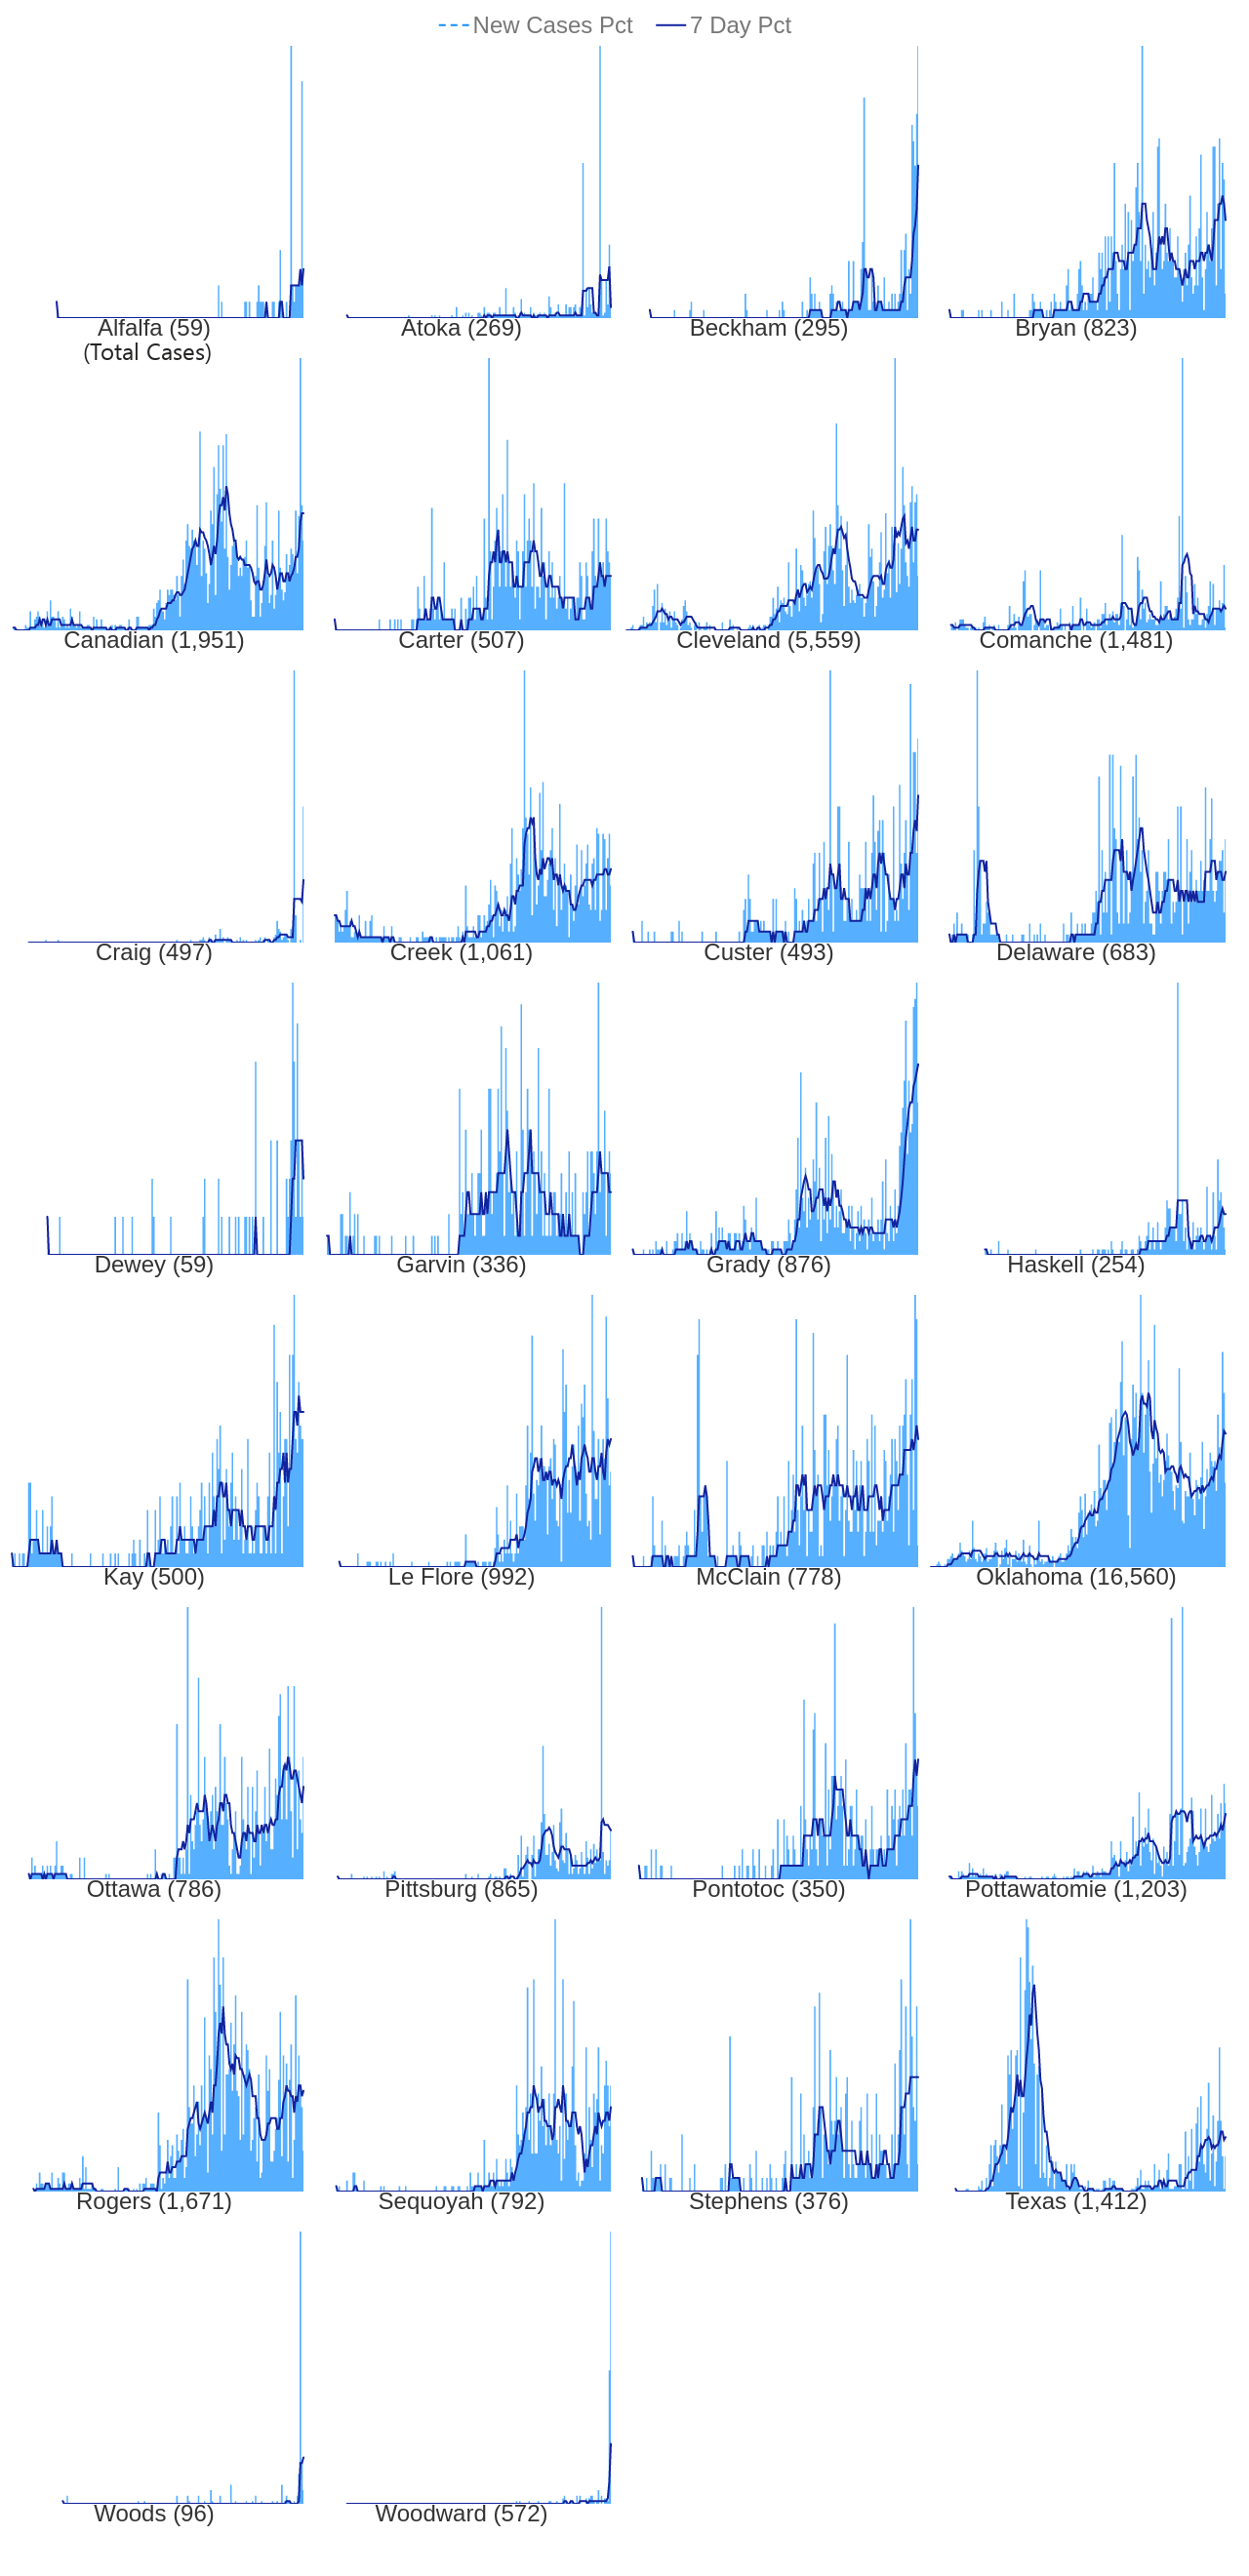 New Cases Pct 7 Day Pct
Alfalfa (59) Atoka (269) Beckham (295) Bryan (823)
(Total Cases)
Canadian (1,951) Carter (507) Cleveland (5,559) Comanche (1,481)
Craig (497) Creek (1,061) Custer (493) Delaware (683)
Dewey (59) Garvin (336) Grady (876) Haskell (254)
Kay (500) Le Flore (992) McClain (778) Oklahoma (16,560)
Ottawa (786) Pittsburg (865) Pontotoc (350) Pottawatomie (1,203)
Rogers (1,671) Sequoyah (792) Stephens (376) Texas (1,412)
Woods (96) Woodward (572)